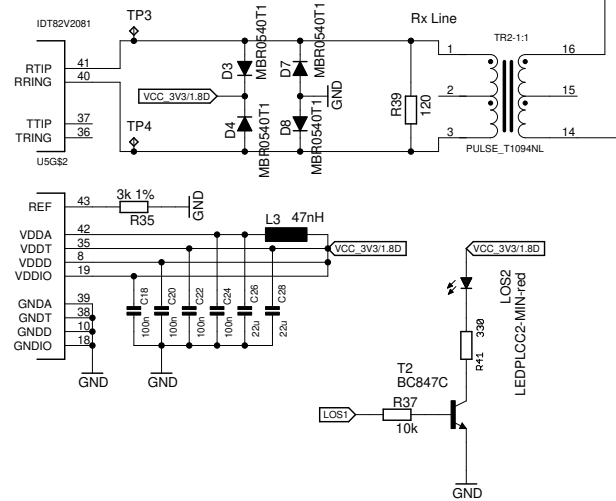 IDT82V2081
TP3
Rx Line
TR2-1:1
RTIP 41
RRING 40
TTIP 37
TRING 36
U5G$2
TP4
VCC_3V3/1.8D
D3
MBR0540T1
D7
MBR0540T1
D4
MBR0540T1
D8
MBR0540T1
GND
R39
120
1
2
3
16
15
14
PULSE_T1094NL
REF 43
3k 1%
R35
GND
VDDA 42
VDDT 35
VDDD 8
VDDIO 19
GNDA 39
GNDT 38
GNDD 10
GNDIO 18
L3 47nH
VCC_3V3/1.8D
C18
100n
C20
100n
C22
100n
C24
100n
C26
22u
C28
22u
GND
GND
VCC_3V3/1.8D
LOS2
LEDPLCC2-MIN-red
R41
330
T2
BC847C
LOS1
R37
10k
GND